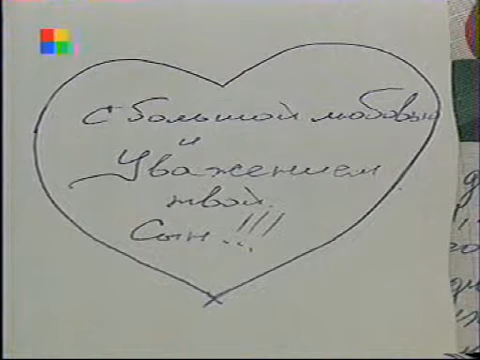 С большой любовью
и
Уважением
твой.
Сын..!!!